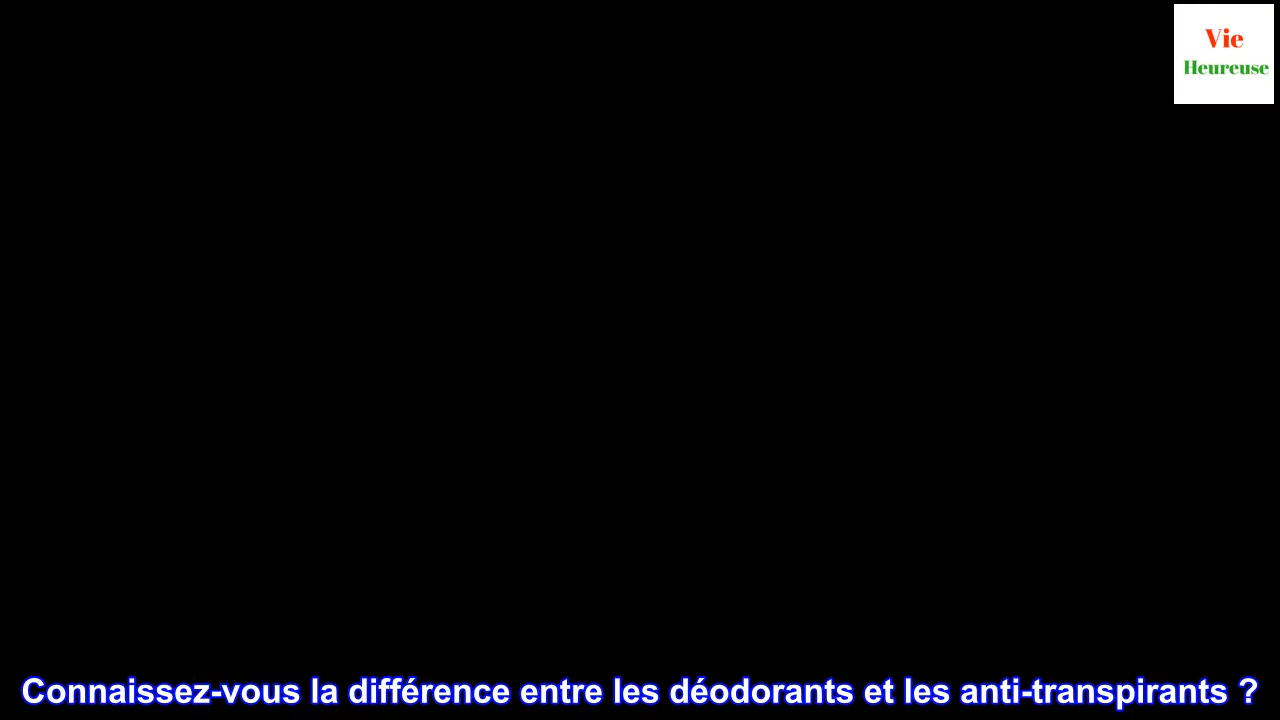 Vie
Heureuse
Connaissez-vous la différence entre les déodorants et les anti-transpirants ?